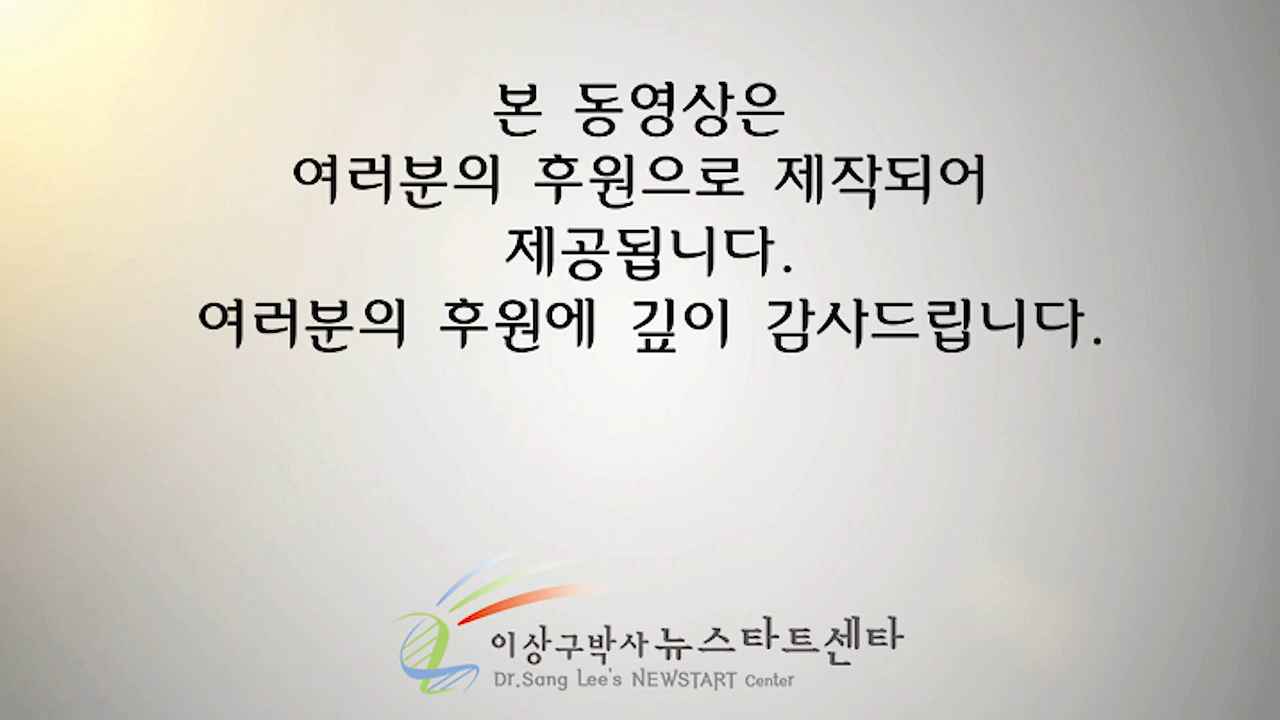 본 동영상은
여러분의 후원으로 제작되어
제공됩니다.
여러분의 후원에 깊이 감사드립니다.
이상구박사 뉴스타트센타
Dr.Sang Lee's NEWSTART Center